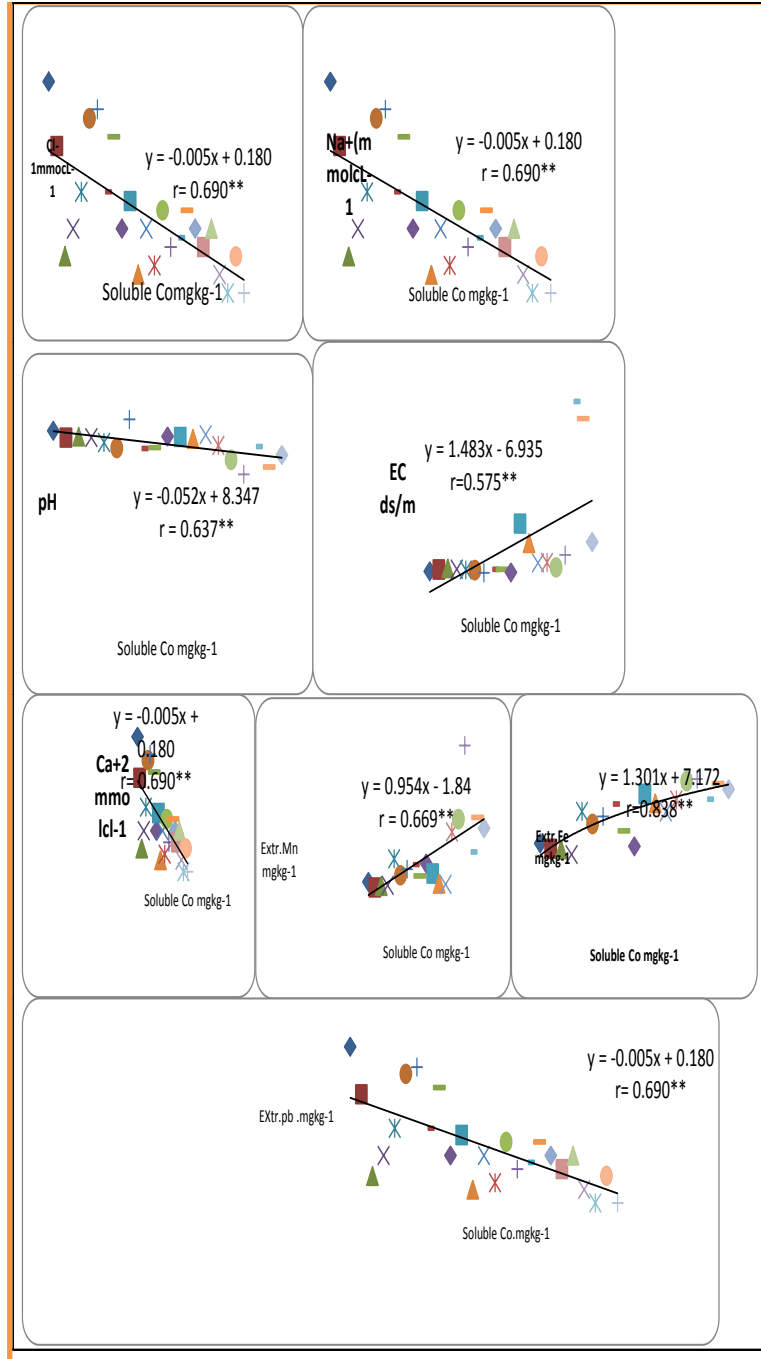 Cl-
1mmocL-
1
y = -0.005x + 0.180
r= 0.690**
Soluble Comgkg-1
Na+(m
molcL-
1
y = -0.005x + 0.180
r = 0.690**
Soluble Co mgkg-1
pH
y = -0.052x + 8.347
r = 0.637**
Soluble Co mgkg-1
EC
ds/m
y = 1.483x - 6.935
r=0.575**
Soluble Co mgkg-1
y = -0.005x +
0.180
r= 0.690**
Ca+2
mmo
lcl-1
Soluble Co mgkg-1
Extr.Mn
mgkg-1
y = 0.954x - 1.84
r = 0.669**
Soluble Co mgkg-1
Extr.Fe
mgkg-1
y = 1.301x + 7.172
r=0.838**
Soluble Co mgkg-1
EXtr.pb .mgkg-1
y = -0.005x + 0.180
r= 0.690**
Soluble Co.mgkg-1